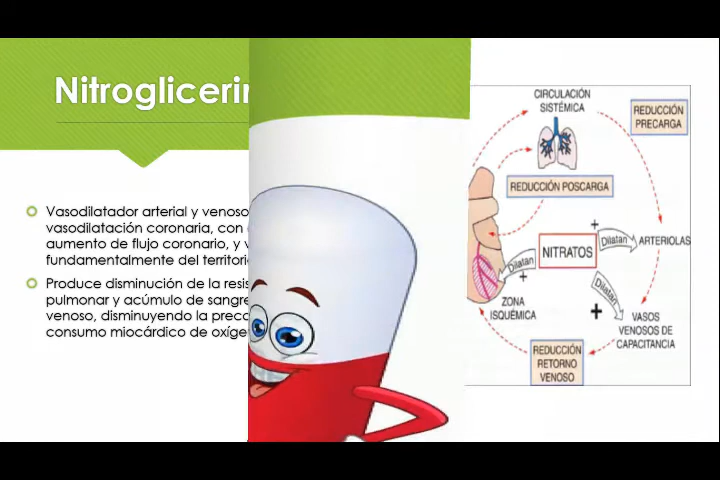 Nitroglicerin
Vasodilatador arterial y venoso
vasodilatación coronaria, con
aumento de flujo coronario, y
fundamentalmente del territori
Produce disminución de la resis
pulmonar y acúmulo de sangre
venoso, disminuyendo la prec
consumo miocárdico de oxíge
CIRCULACIÓN
SISTÉMICA
REDUCCIÓN
PRECARGA
REDUCCIÓN POSCARGA
+
Dilatan
ARTERIOLAS
NITRATOS
Dilatan
+
ZONA
ISQUÉMICA
Dilatan
+
VASOS
VENOSOS DE
CAPACITANCIA
REDUCCIÓN
RETORNO
VENOSO